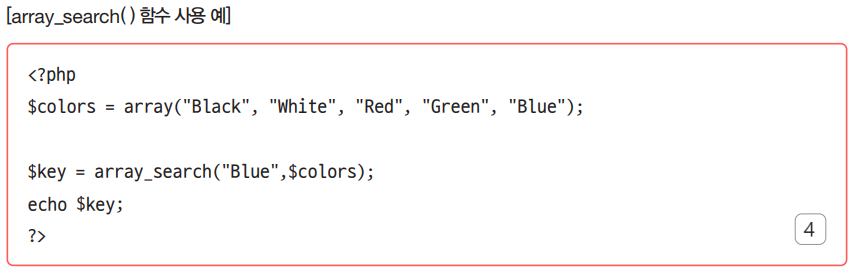 [array_search() 함수 사용 예]
<?php
$colors = array("Black", "White", "Red", "Green", "Blue");
$key = array_search("Blue",$colors);
echo $key;
?>
4